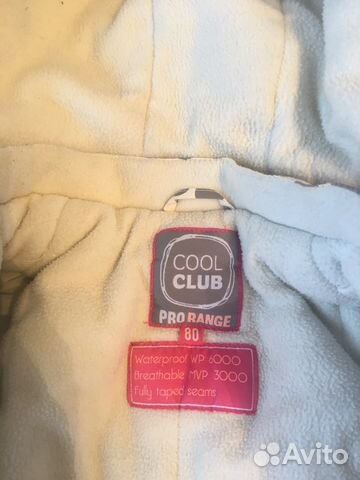 COOL
CLUB
PRO RANGE
80
Waterproof WP 6000
Breathable MVP 3000
Fully taped seams
Avito